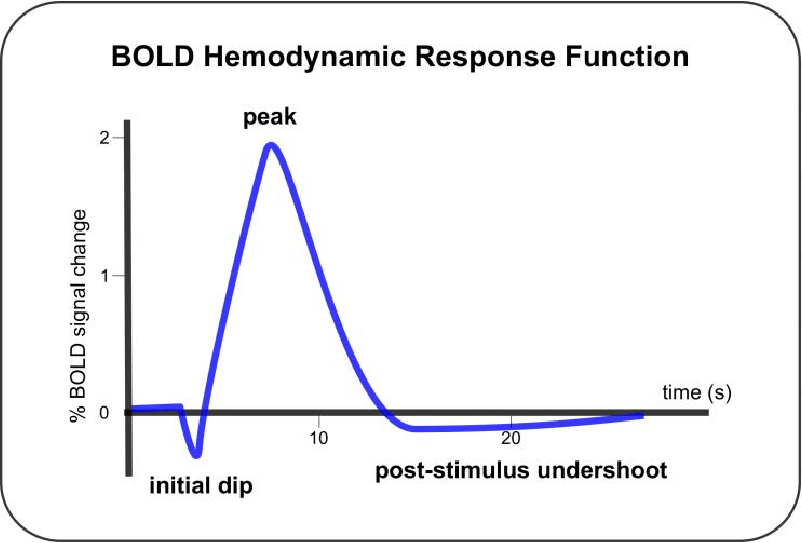 BOLD Hemodynamic Response Function
peak
2
% BOLD signal change
1
time (s)
0
10
20
post-stimulus undershoot
initial dip